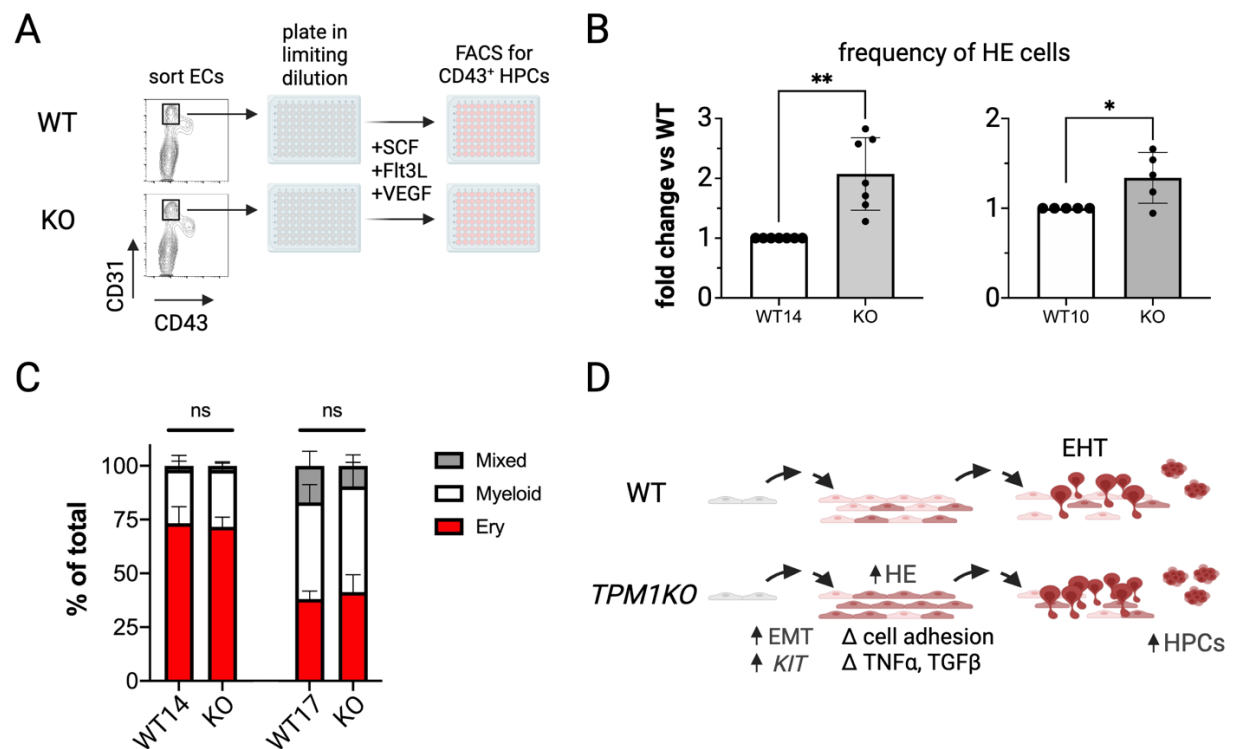 A
sort ECs
plate in
limiting
dilution
FACS for
CD43⁺ HPCs
WT
KO
+SCF
+Flt3L
+VEGF
CD31
CD43
B
frequency of HE cells
fold change vs WT
**
3
2
1
0
WT14
KO
*
2
1
0
WT10
KO
C
ns
ns
% of total
100
75
50
25
0
WT14
KO
WT17
KO
Mixed
Myeloid
Ery
D
EHT
WT
TPM1KO
HE
EMT
KIT
Δ cell adhesion
Δ TNFα, TGFβ
HPCs